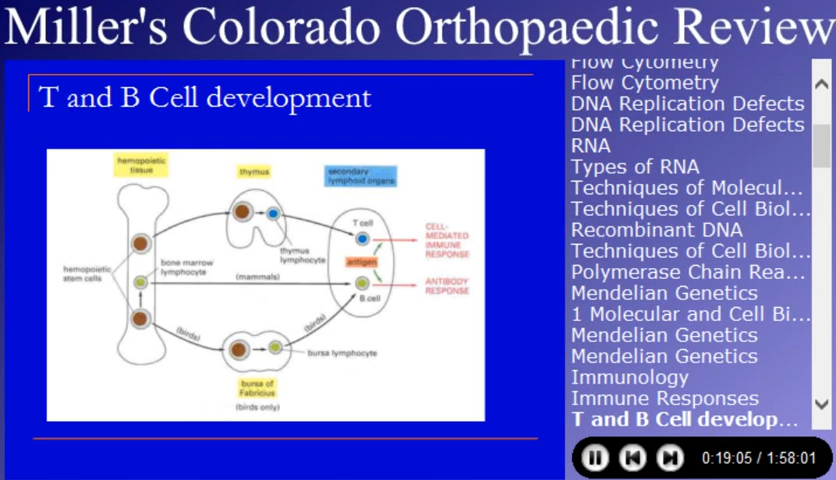 Miller's Colorado Orthopaedic Review
T and B Cell development
hemopoietic
tissue
thymus
secondary
lymphoid organs
T cell
CELL-
MEDIATED
IMMUNE
RESPONSE
thymus
lymphocyte
bone marrow
lymphocyte
hemopoietic
stem cells
(mammals)
antigen
ANTIBODY
RESPONSE
B cell
(birds)
(birds)
bursa lymphocyte
bursa of
Fabricius
(birds only)
Flow Cytometry
Flow Cytometry
DNA Replication Defects
DNA Replication Defects
RNA
Types of RNA
Techniques of Molecul...
Techniques of Cell Biol...
Recombinant DNA
Techniques of Cell Biol...
Polymerase Chain Rea...
Mendelian Genetics
1 Molecular and Cell Bi...
Mendelian Genetics
Mendelian Genetics
Immunology
Immune Responses
T and B Cell develop...
0:19:05 / 1:58:01